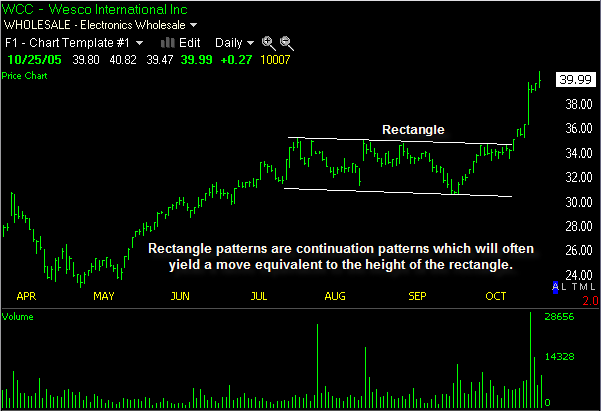 WCC - Wesco International Inc
WHOLESALE - Electronics Wholesale
F1 - Chart Template #1 Edit Daily
10/25/05 39.80 40.82 39.47 39.99 +0.27 10007
Price Chart
39.99
38.00
36.00
Rectangle
34.00
32.00
30.00
28.00
Rectangle patterns are continuation patterns which will often
yield a move equivalent to the height of the rectangle.
26.00
24.00
A L T M L
APR MAY JUN JUL AUG SEP OCT
2.0
Volume
28656
14328
0